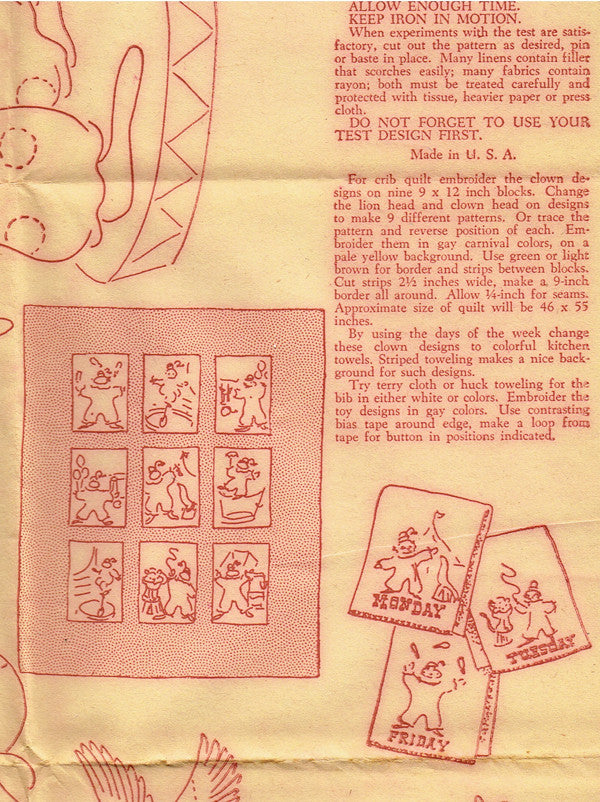 ALLOW ENOUGH TIME.
KEEP IRON IN MOTION.
When experiments with the test are satis-
factory, cut out the pattern as desired, pin
or baste in place. Many linens contain filler
that scorches easily; many fabrics contain
rayon; both must be treated carefully and
protected with tissue, heavier paper or press
cloth.
DO NOT FORGET TO USE YOUR
TEST DESIGN FIRST.
Made in U. S. A.
For crib quilt embroider the clown de-
signs on nine 9 x 12 inch blocks. Change
the lion head and clown head on designs
to make 9 different patterns. Or trace the
pattern and reverse position of each. Em-
broider them in gay carnival colors, on a
pale yellow background. Use green or light
brown for border and strips between blocks.
Cut strips 2½ inches wide, make a 9-inch
border all around. Allow ¼-inch for seams.
Approximate size of quilt will be 46 x 55
inches.
By using the days of the week change
these clown designs to colorful kitchen
towels. Striped toweling makes a nice back-
ground for such designs.
Try terry cloth or huck toweling for the
bib in either white or colors. Embroider the
toy designs in gay colors. Use contrasting
bias tape around edge, make a loop from
tape for button in positions indicated.
MONDAY
TUESDAY
FRIDAY